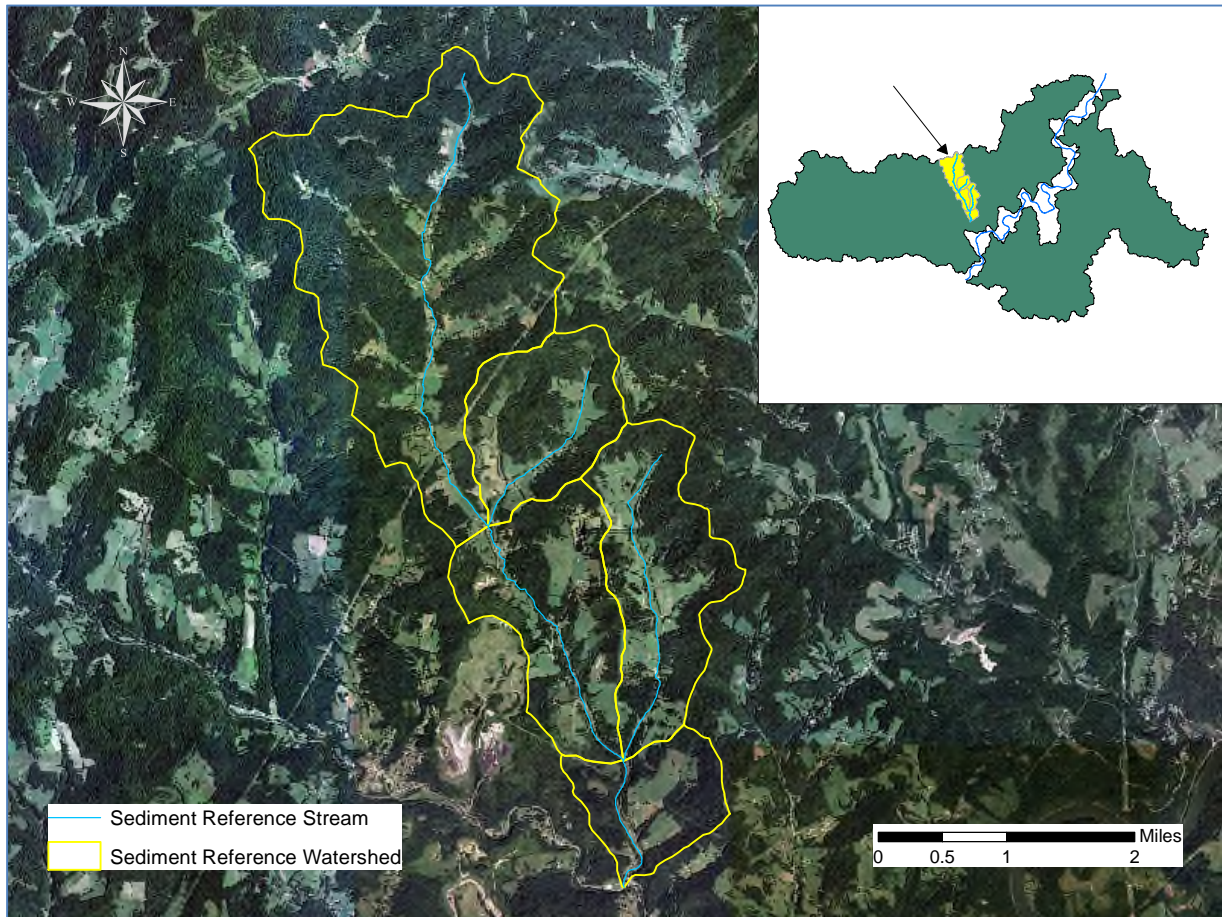 N
W E
S
Sediment Reference Stream
Sediment Reference Watershed
Miles
0 0.5 1 2